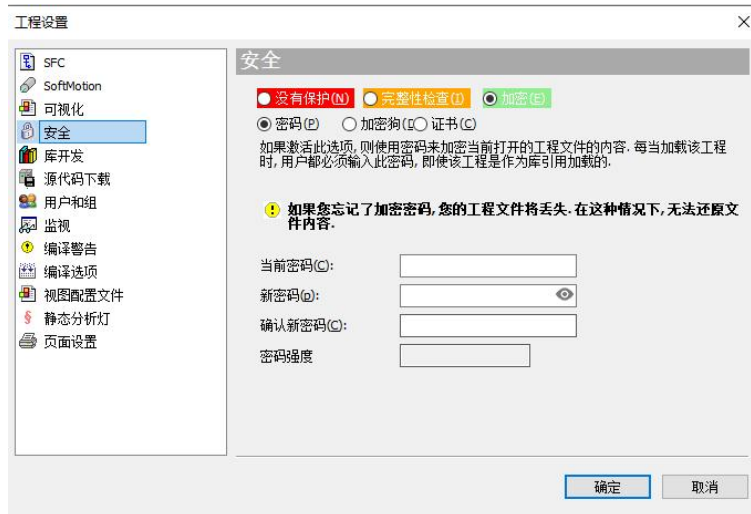 工程设置
SFC
SoftMotion
可视化
安全
库开发
源代码下载
用户和组
监视
编译警告
编译选项
视图配置文件
静态分析灯
页面设置
安全
没有保护(N) 完整性检查(I) 加密(E)
密码(P) 加密狗(D 证书(C)
如果激活此选项,则使用密码来加密当前打开的工程文件的内容. 每当加载该工程
时,用户都必须输入此密码, 即使该工程是作为库引用加载的.
如果您忘记了加密密码,您的工程文件将丢失.在这种情况下,无法还原文
件内容.
当前密码(C):
新密码(p):
确认新密码(C):
密码强度
确定 取消